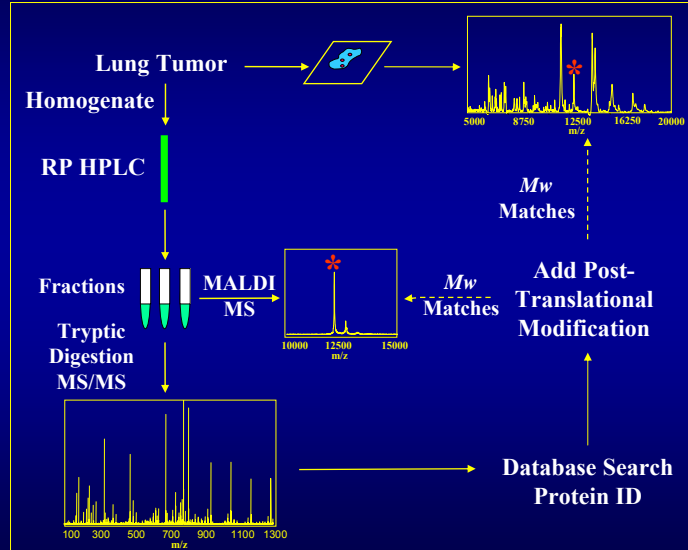 Lung Tumor
*
5000 8750 12500 16250 20000
m/z
Homogenate
RP HPLC
Mw
Matches
Fractions
MALDI
MS
*
10000 12500 15000
m/z
Mw
Matches
Add Post-
Translational
Modification
Tryptic
Digestion
MS/MS
100 300 500 700 900 1100 1300
m/z
Database Search
Protein ID